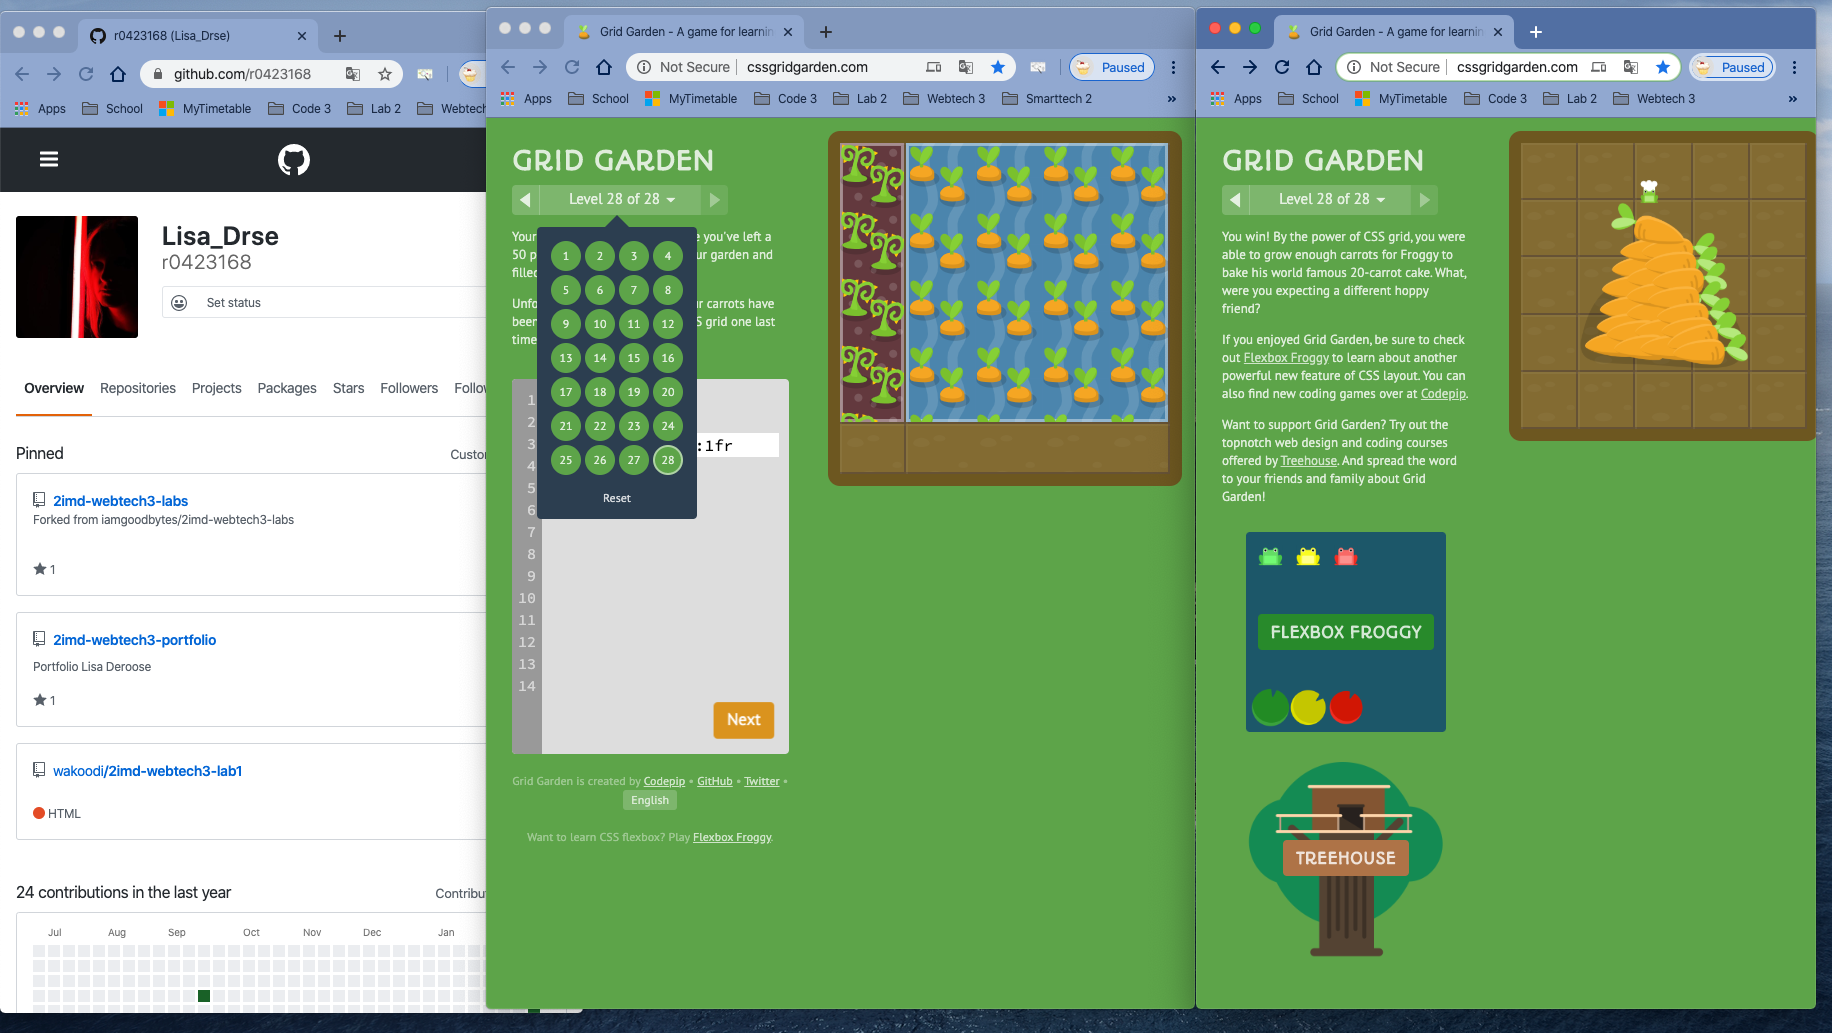 r0423168 (Lisa_Drse)
github.com/r0423168
Apps School MyTimetable Code 3 Lab 2 Webtech
Lisa_Drse
r0423168
Set status
Overview Repositories Projects Packages Stars Followers
Pinned
2imd-webtech3-labs
Forked from iamgoodbytes/2imd-webtech3-labs
1
2imd-webtech3-portfolio
Portfolio Lisa Deroose
1
wakoodi/2imd-webtech3-lab1
HTML
24 contributions in the last year
Jul Aug Sep Oct Nov Dec Jan
Grid Garden - A game for learnin
Not Secure cssgridgarden.com Paused
Apps School MyTimetable Code 3 Lab 2 Webtech 3 Smarttech 2 »
GRID GARDEN
Level 28 of 28
Your you've left a
50 garden and
filled
carrots have
been grid one last
time
1 2 3 4
5 6 7 8
9 10 11 12
13 14 15 16
17 18 19 20
21 22 23 24
25 26 27 28
Reset
1
2
3 :1fr
4
5
6
7
8
9
10
11
12
13
14
Next
Grid Garden is created by Codepip • GitHub • Twitter •
English
Want to learn CSS flexbox? Play Flexbox Froggy.
Grid Garden - A game for learnin
Not Secure cssgridgarden.com Paused
Apps School MyTimetable Code 3 Lab 2 Webtech 3 »
GRID GARDEN
Level 28 of 28
You win! By the power of CSS grid, you were
able to grow enough carrots for Froggy to
bake his world famous 20-carrot cake. What,
were you expecting a different hoppy
friend?
If you enjoyed Grid Garden, be sure to check
out Flexbox Froggy to learn about another
powerful new feature of CSS layout. You can
also find new coding games over at Codepip.
Want to support Grid Garden? Try out the
topnotch web design and coding courses
offered by Treehouse. And spread the word
to your friends and family about Grid
Garden!
FLEXBOX FROGGY
TREEHOUSE